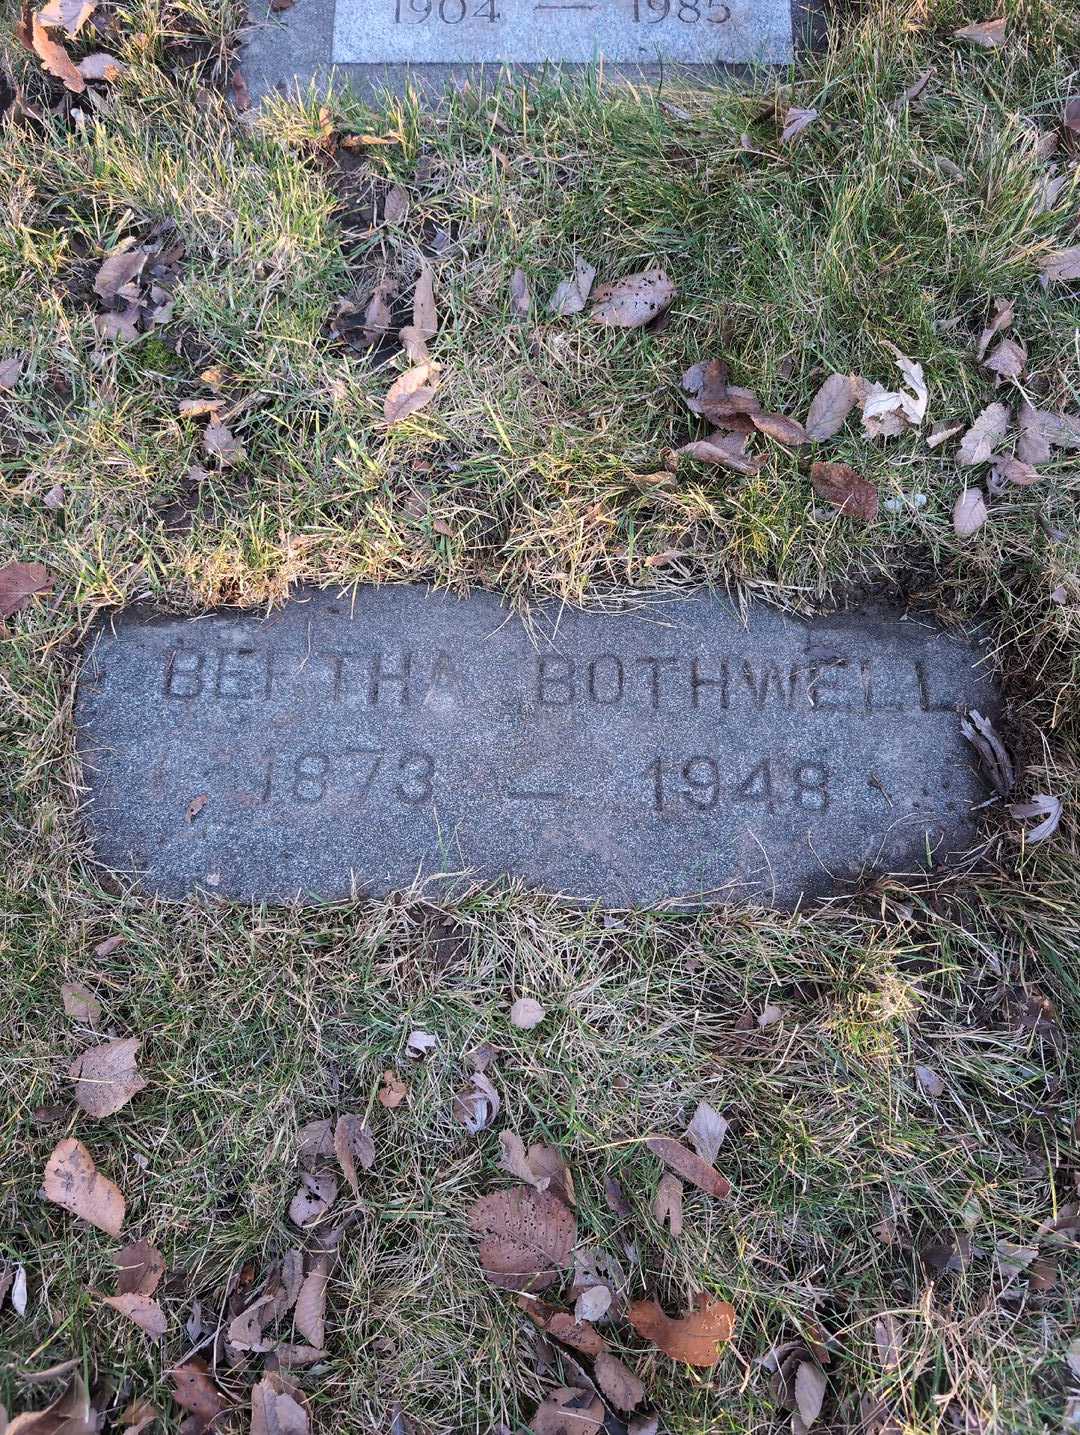 1904 — 1985
BERTHA BOTHWELL
1873 — 1948